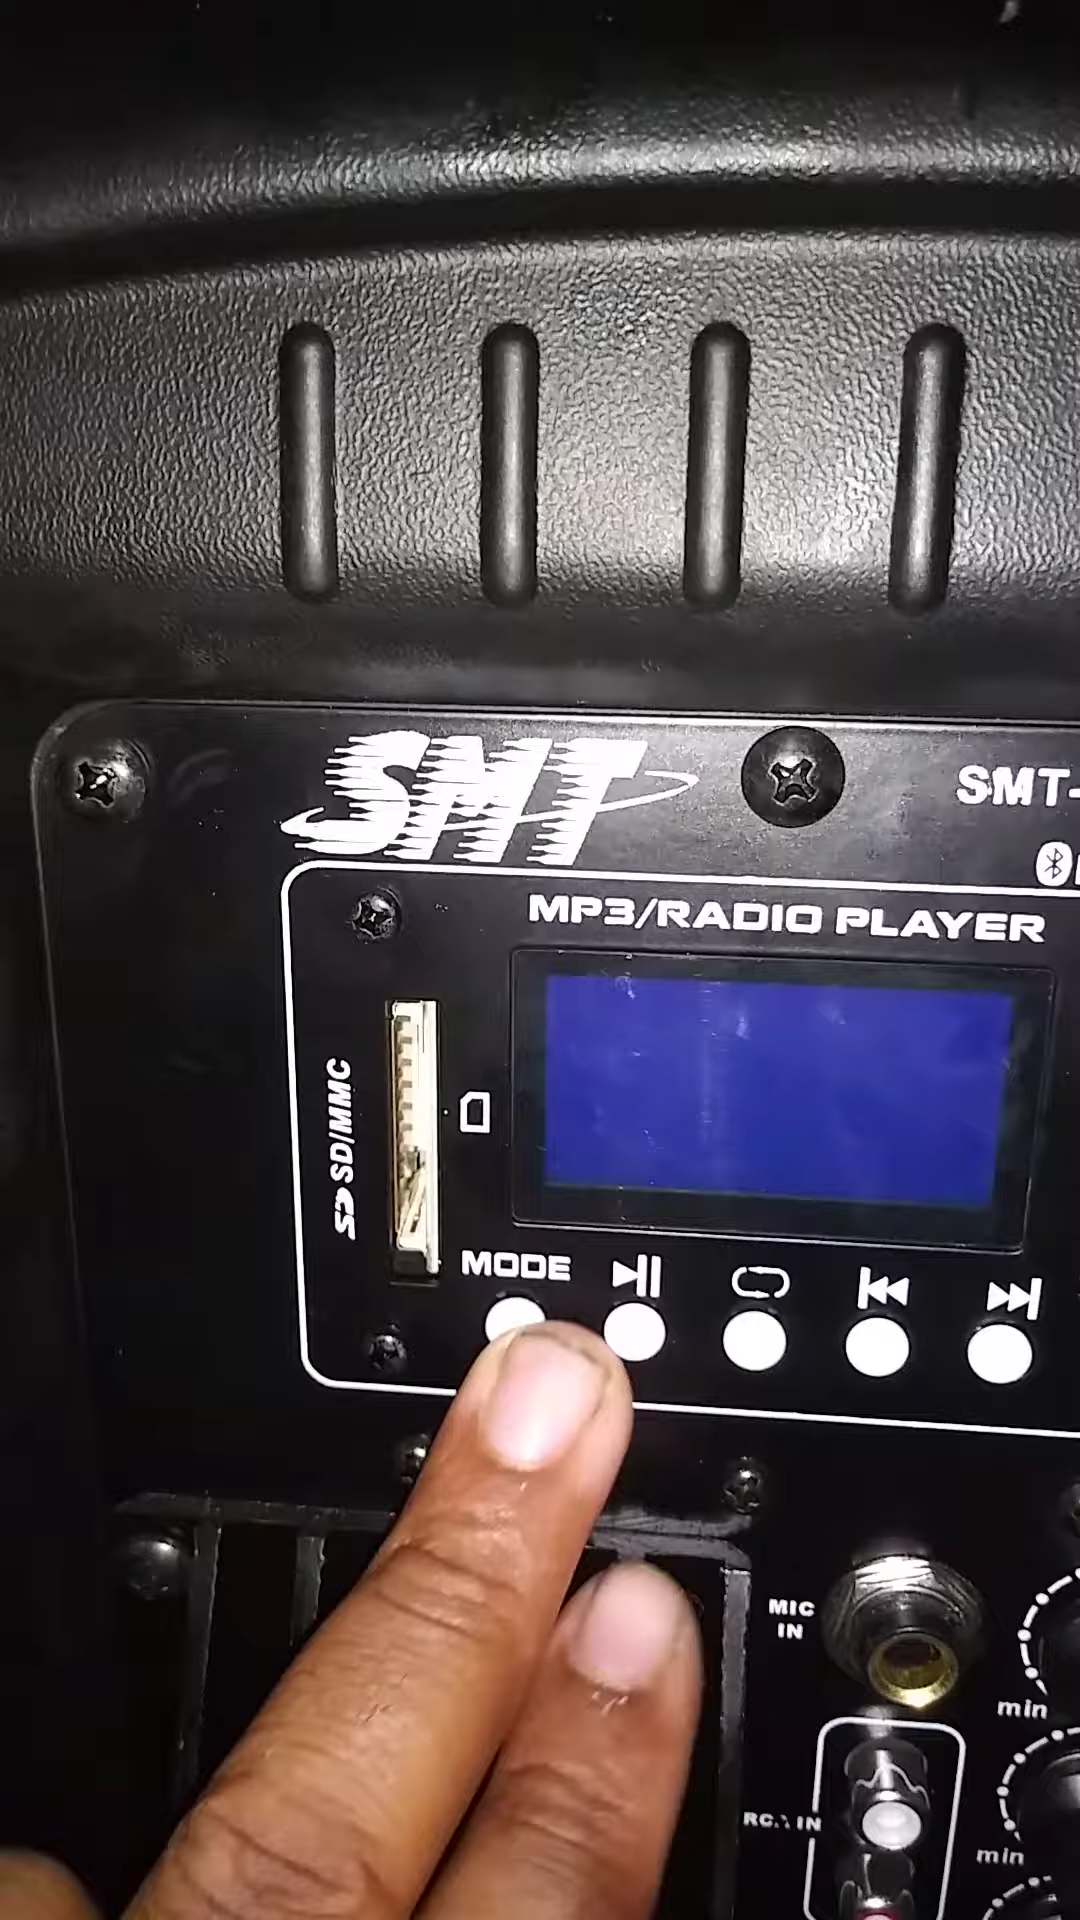 SMT
SMT-
MP3/RADIO PLAYER
SD/MMC
MODE
MIC
IN
min
RCA IN
min